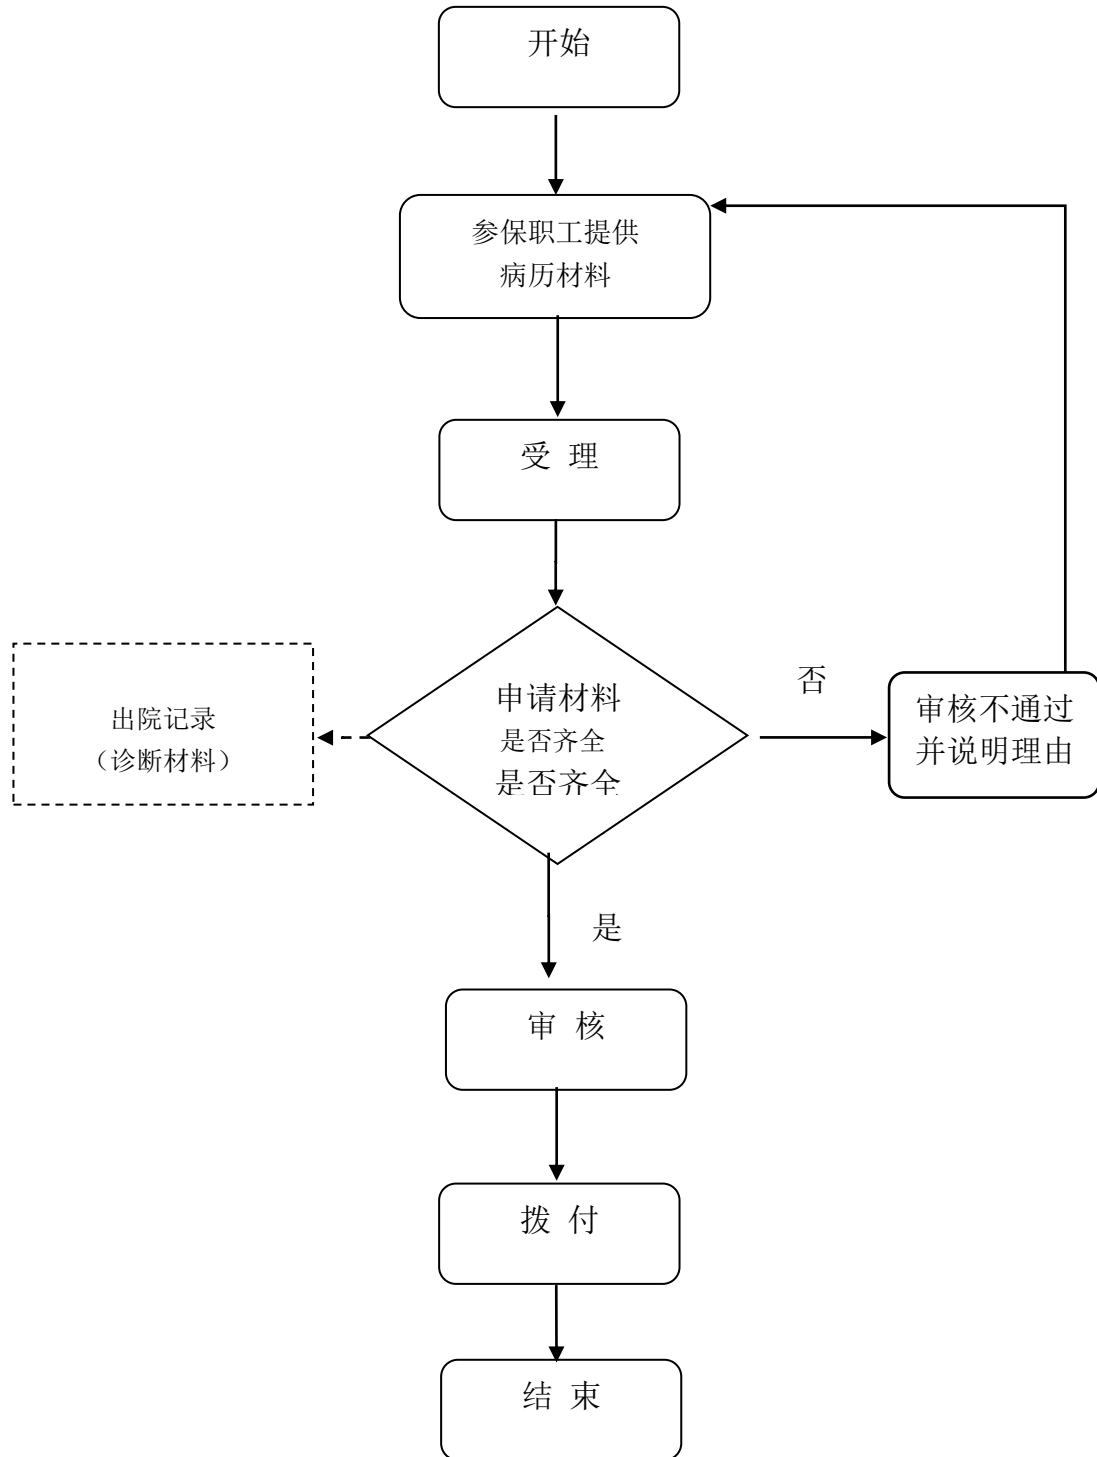 开始
参保职工提供
病历材料
受 理
申请材料
是否齐全
是否齐全
否
审核不通过
并说明理由
出院记录
（诊断材料）
是
审 核
拨 付
结 束